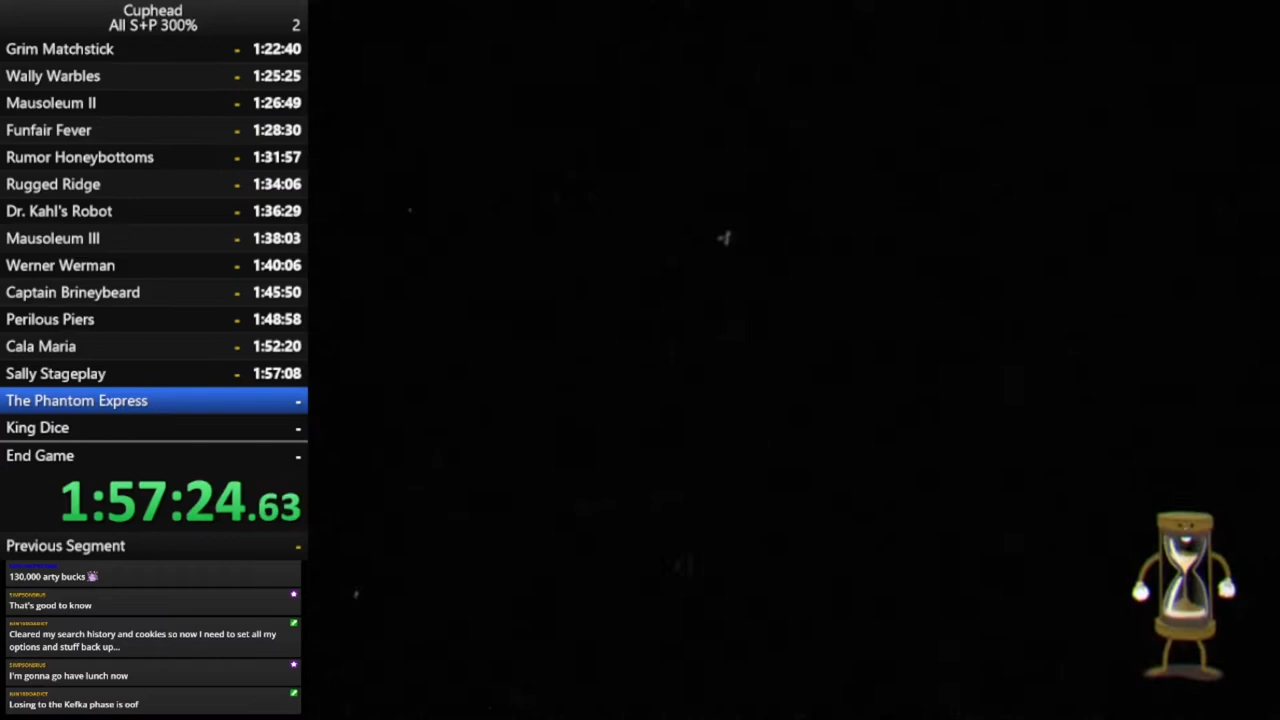 Cuphead
All S+P 300% 2
Grim Matchstick - 1:22:40
Wally Warbles - 1:25:25
Mausoleum II - 1:26:49
Funfair Fever - 1:28:30
Rumor Honeybottoms - 1:31:57
Rugged Ridge - 1:34:06
Dr. Kahl's Robot - 1:36:29
Mausoleum III - 1:38:03
Werner Werman - 1:40:06
Captain Brineybeard - 1:45:50
Perilous Piers - 1:48:58
Cala Maria - 1:52:20
Sally Stageplay - 1:57:08
The Phantom Express -
King Dice -
End Game -
1:57:24.63
Previous Segment -
130,000 arty bucks
That's good to know
Cleared my search history and cookies so now I need to set all my
options and stuff back up...
I'm gonna go have lunch now
Losing to the Kefka phase is oof